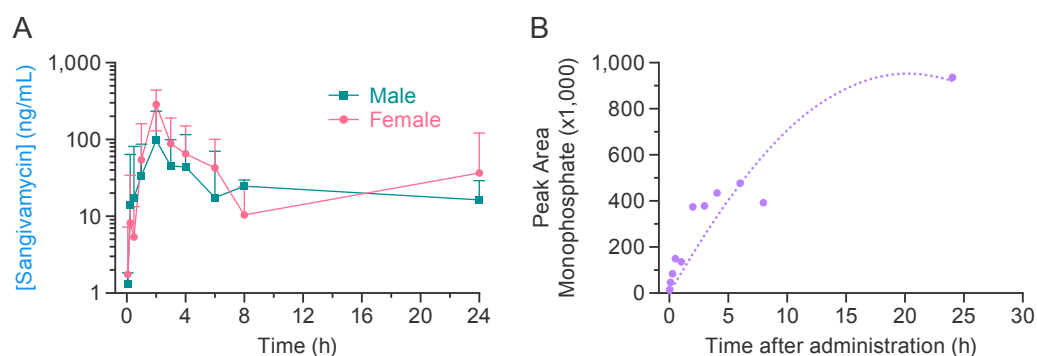 A
[Sangivamycin] (ng/mL)
1,000
100
10
1
Male
Female
0
4
8
12
16
20
24
Time (h)
B
Peak Area
Monophosphate (x1,000)
1,000
800
600
400
200
0
0
5
10
15
20
25
30
Time after administration (h)